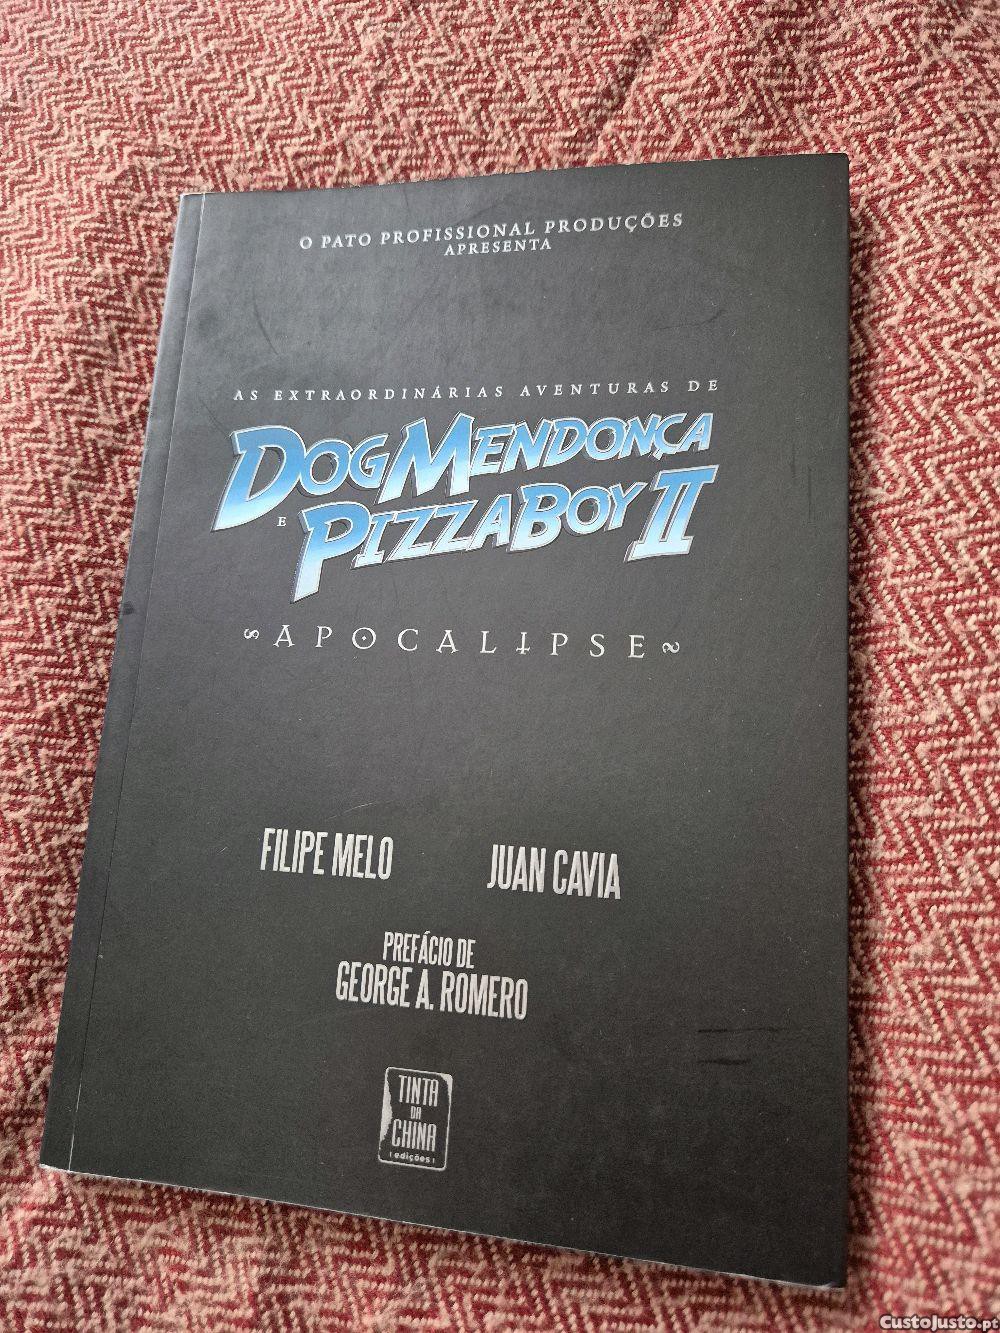 O PATO PROFISSIONAL PRODUÇÕES
APRESENTA
AS EXTRAORDINÁRIAS AVENTURAS DE
DOG MENDONÇA
E PIZZABOY II
APOCALIPSE
FILIPE MELO
JUAN CAVIA
PREFÁCIO DE
GEORGE A. ROMERO
TINTA
DA
CHINA
edições
CustoJusto.pt